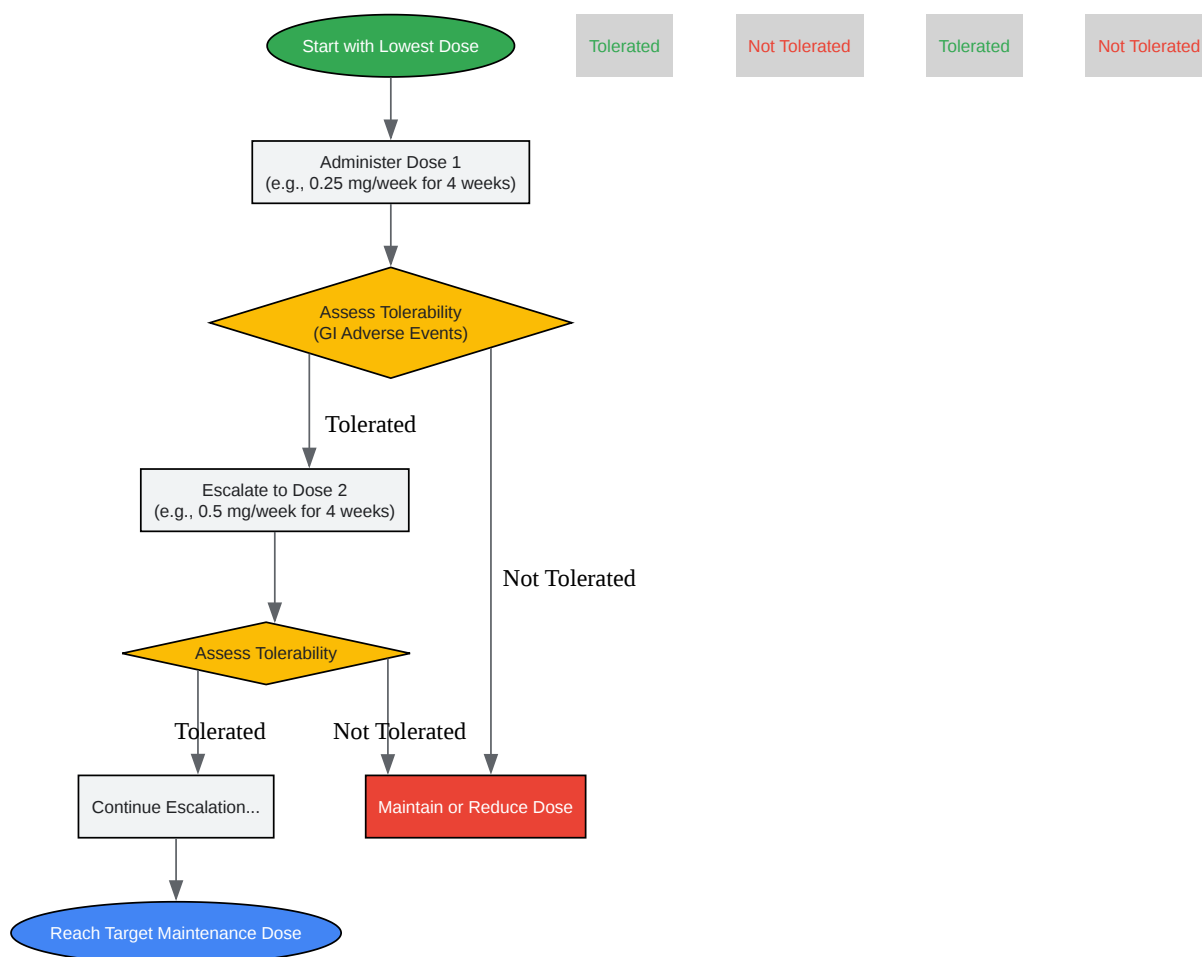 Start with Lowest Dose
Tolerated
Not Tolerated
Tolerated
Not Tolerated
Administer Dose 1
(e.g., 0.25 mg/week for 4 weeks)
Assess Tolerability
(GI Adverse Events)
Tolerated
Escalate to Dose 2
(e.g., 0.5 mg/week for 4 weeks)
Not Tolerated
Assess Tolerability
Tolerated
Not Tolerated
Continue Escalation...
Maintain or Reduce Dose
Reach Target Maintenance Dose